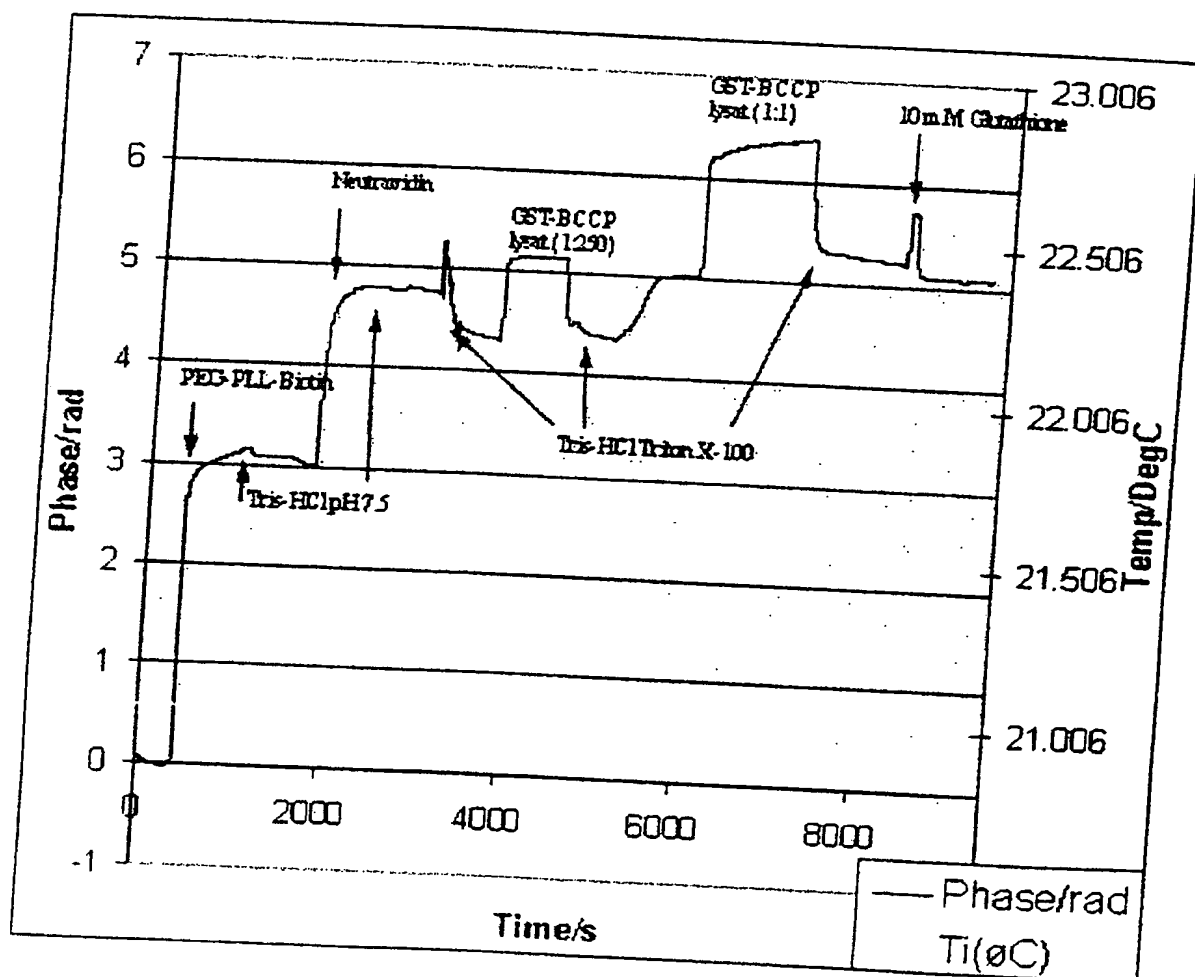 7
6
5
4
3
2
1
0
-1
Phase/rad
GST-BCCP
lysat (1:1)
10 mM Glutathione
Neutravidin
GST-BCCP
lysat (1:250)
PEG-PLL-Biotin
Tris-HCl pH 7.5
Tris-HCl Triton X-100
23.006
22.506
22.006
21.506
21.006
Temp/DegC
0
2000
4000
6000
8000
Time/s
Phase/rad
Ti(øC)